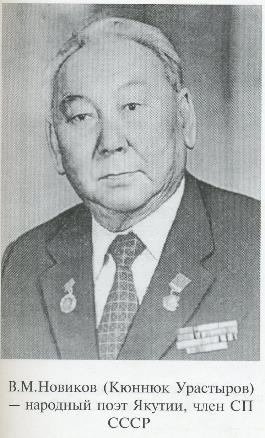 В.М.Новиков (Кюннюк Урастыров)
– народный поэт Якутии, член СП
СССР